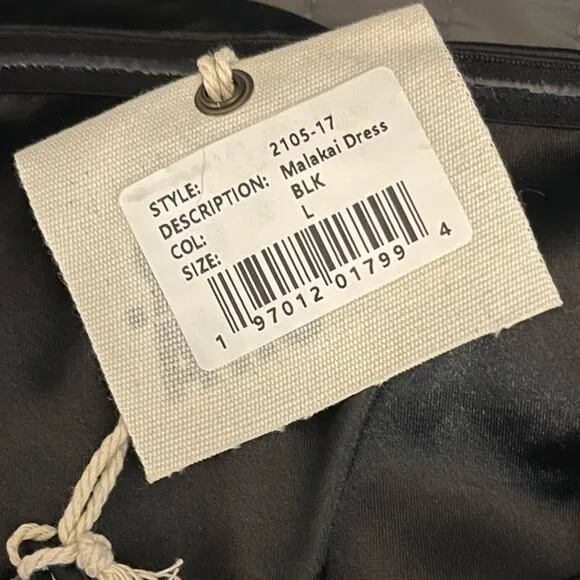 STYLE: 2105-17
DESCRIPTION: Malakai Dress
COL: BLK
SIZE: L
1 97012 01799 4